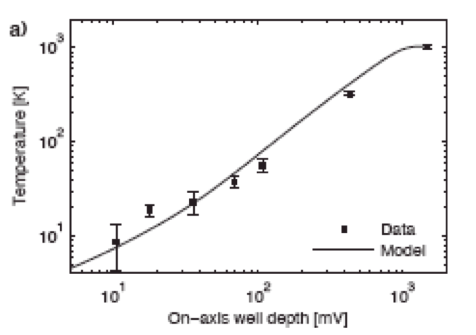 a)
Temperature [K]
10³
10²
10¹
Data
Model
10¹ 10² 10³
On-axis well depth [mV]